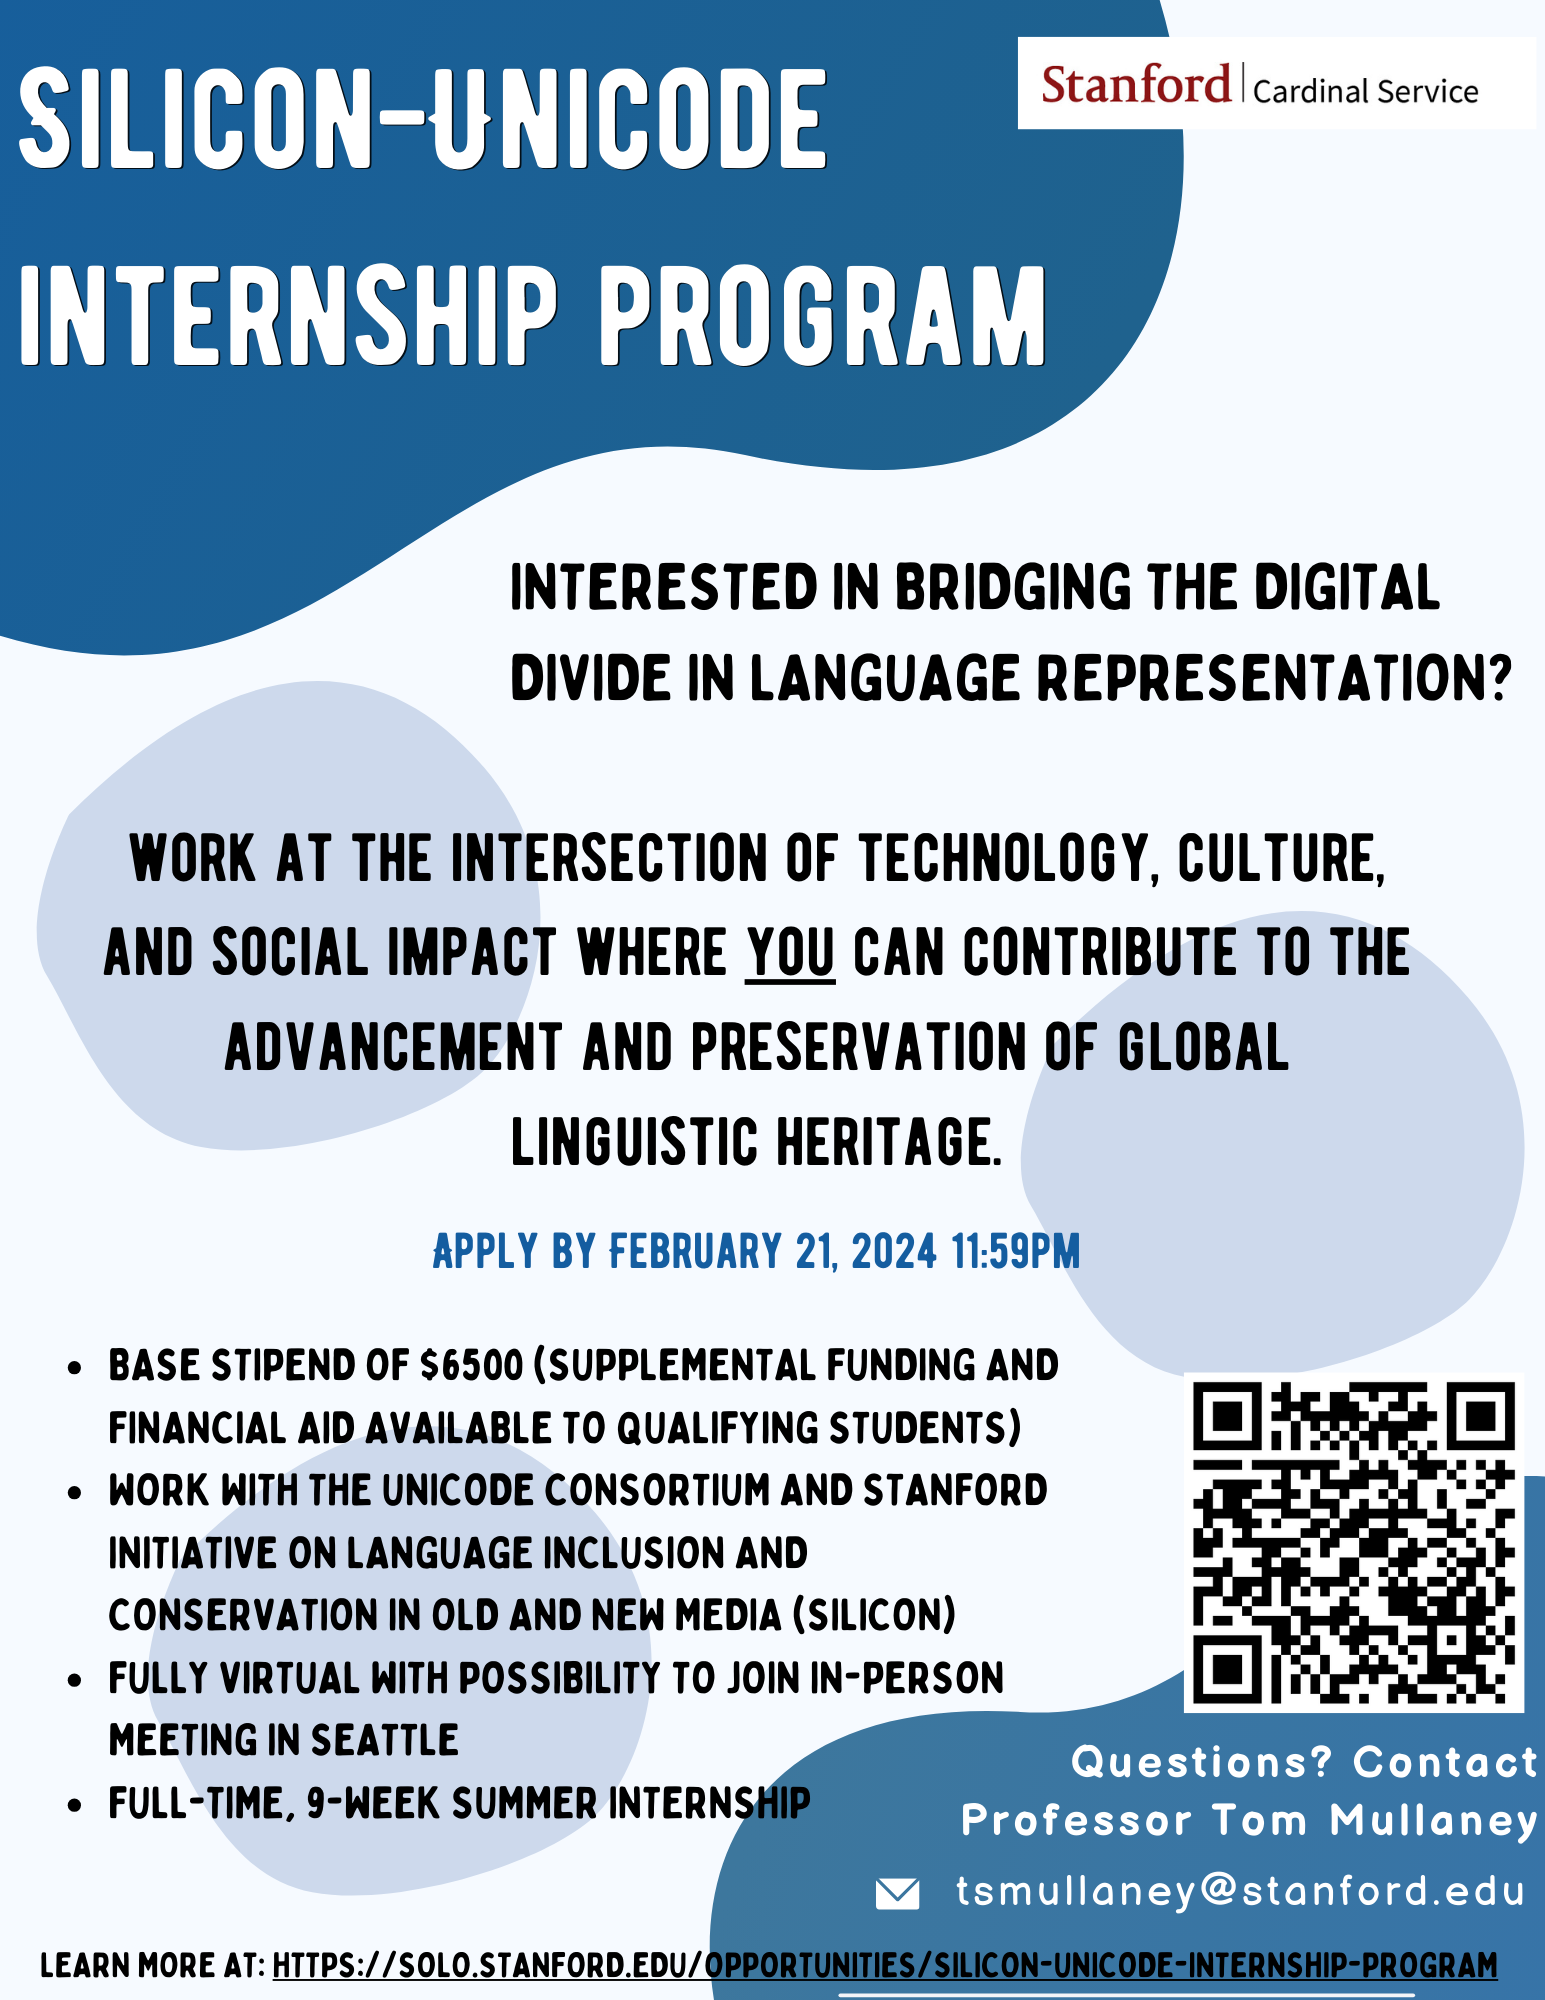 SILICON-UNICODE
Stanford | Cardinal Service
INTERNSHIP PROGRAM
INTERESTED IN BRIDGING THE DIGITAL
DIVIDE IN LANGUAGE REPRESENTATION?
WORK AT THE INTERSECTION OF TECHNOLOGY, CULTURE,
AND SOCIAL IMPACT WHERE YOU CAN CONTRIBUTE TO THE
ADVANCEMENT AND PRESERVATION OF GLOBAL
LINGUISTIC HERITAGE.
APPLY BY FEBRUARY 21, 2024 11:59PM
• BASE STIPEND OF $6500 (SUPPLEMENTAL FUNDING AND
FINANCIAL AID AVAILABLE TO QUALIFYING STUDENTS)
• WORK WITH THE UNICODE CONSORTIUM AND STANFORD
INITIATIVE ON LANGUAGE INCLUSION AND
CONSERVATION IN OLD AND NEW MEDIA (SILICON)
• FULLY VIRTUAL WITH POSSIBILITY TO JOIN IN-PERSON
MEETING IN SEATTLE
• FULL-TIME, 9-WEEK SUMMER INTERNSHIP
Questions? Contact
Professor Tom Mullaney
tsmullaney@stanford.edu
LEARN MORE AT: HTTPS://SOLO.STANFORD.EDU/OPPORTUNITIES/SILICON-UNICODE-INTERNSHIP-PROGRAM